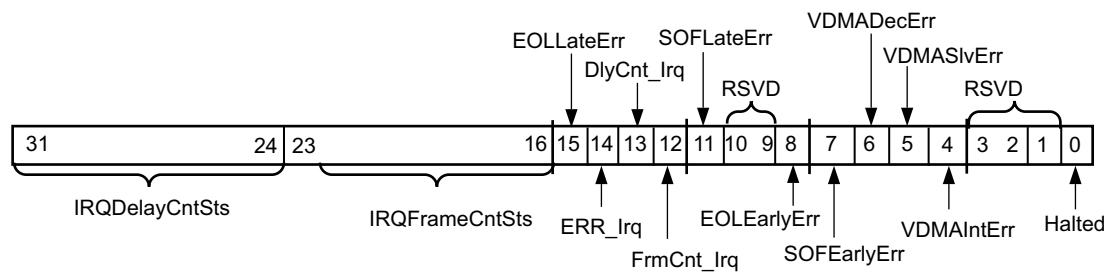 VDMADecErr
EOLLateErr SOFLateErr VDMASlvErr
DlyCnt_Irq
RSVD RSVD
31 24 23 16 15 14 13 12 11 10 9 8 7 6 5 4 3 2 1 0
IRQDelayCntSts IRQFrameCntSts ERR_Irq EOLEarlyErr VDMAIntErr Halted
FrmCnt_Irq SOFEarlyErr